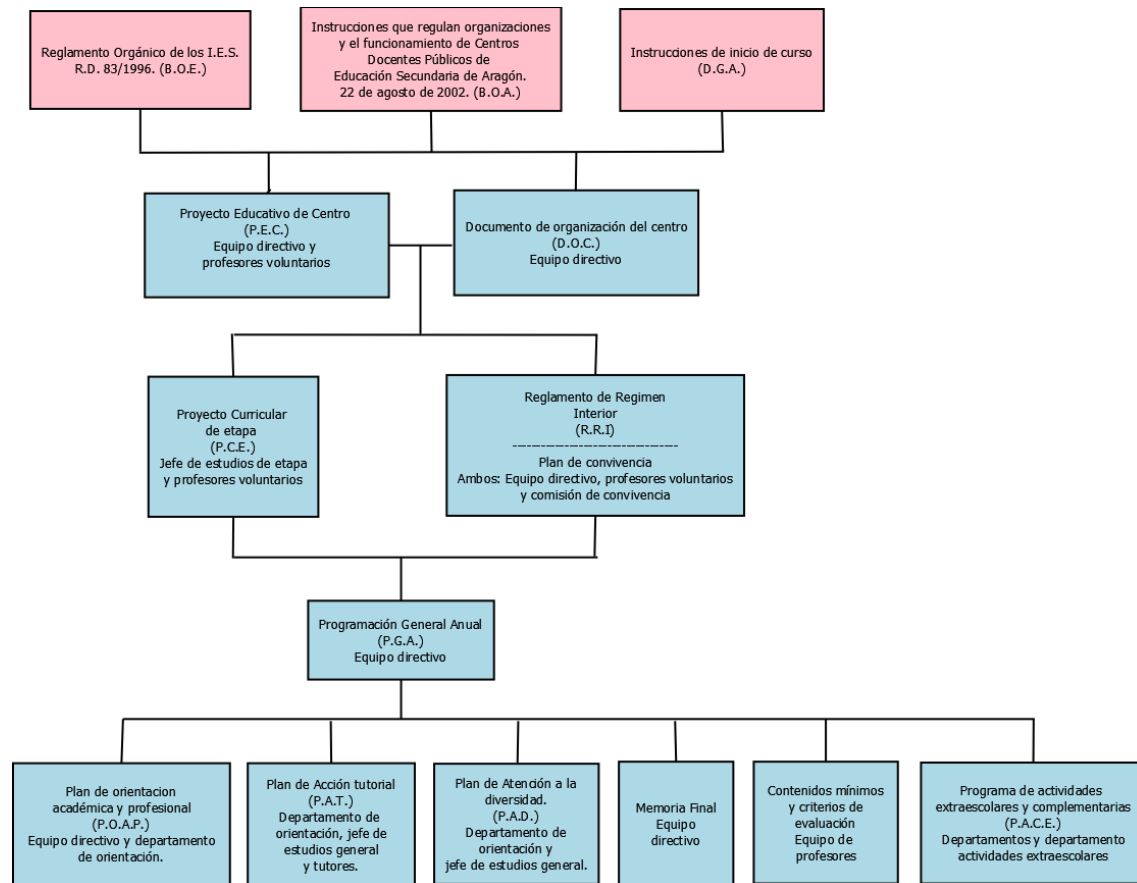 Reglamento Orgánico de los I.E.S.
R.D. 83/1996. (B.O.E.)
Instrucciones que regulan organizaciones
y el funcionamiento de Centros
Docentes Públicos de
Educación Secundaria de Aragón.
22 de agosto de 2002. (B.O.A.)
Instrucciones de inicio de curso
(D.G.A.)
Proyecto Educativo de Centro
(P.E.C.)
Equipo directivo y
profesores voluntarios
Documento de organización del centro
(D.O.C.)
Equipo directivo
Proyecto Curricular
de etapa
(P.C.E.)
Jefe de estudios de etapa
y profesores voluntarios
Reglamento de Regimen
Interior
(R.R.I)
------------------------------------
Plan de convivencia
Ambos: Equipo directivo, profesores voluntarios
y comisión de convivencia
Programación General Anual
(P.G.A.)
Equipo directivo
Plan de orientacion
académica y profesional
(P.O.A.P.)
Equipo directivo y departamento
de orientación.
Plan de Acción tutorial
(P.A.T.)
Departamento de
orientación, jefe de
estudios general
y tutores.
Plan de Atención a la
diversidad.
(P.A.D.)
Departamento de
orientación y
jefe de estudios general.
Memoria Final
Equipo
directivo
Contenidos mínimos
y criterios de
evaluación
Equipo de
profesores
Programa de actividades
extraescolares y complementarias
(P.A.C.E.)
Departamentos y departamento
actividades extraescolares